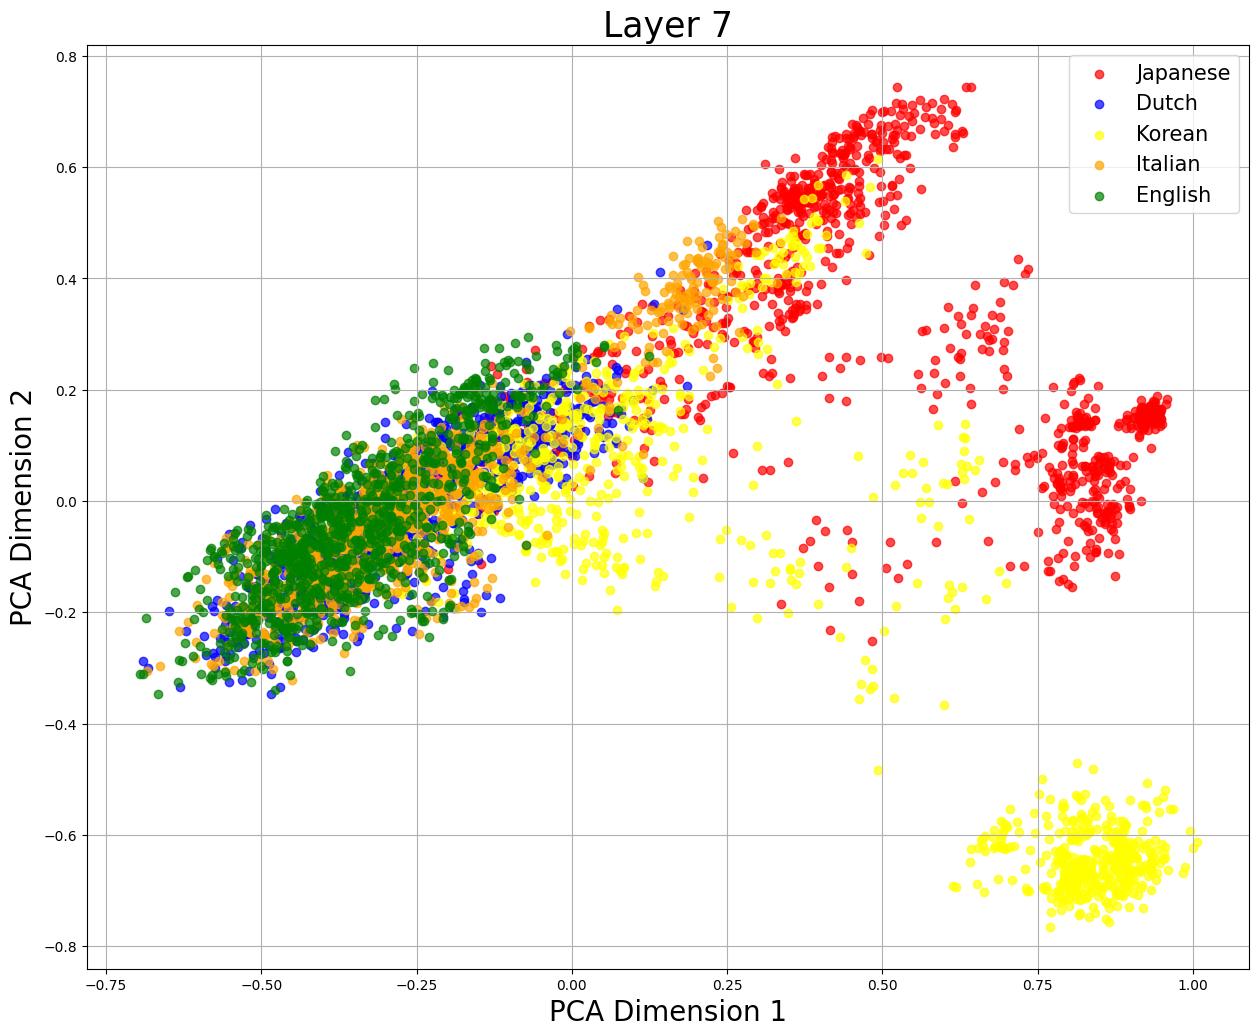 Layer 7
Japanese
Dutch
Korean
Italian
English
PCA Dimension 2
0.8
0.6
0.4
0.2
0.0
−0.2
−0.4
−0.6
−0.8
−0.75
−0.50
−0.25
0.00
0.25
0.50
0.75
1.00
PCA Dimension 1